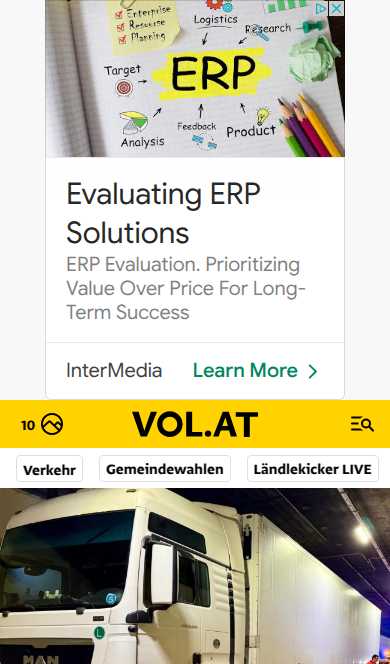 Enterprise
Resourse
Planning
Logistics
Research
Target
ERP
Analysis
Feedback
Product
Evaluating ERP
Solutions
ERP Evaluation. Prioritizing
Value Over Price For Long-
Term Success
InterMedia
Learn More
10
VOL.AT
Verkehr
Gemeindewahlen
Ländlekicker LIVE
MAN
L